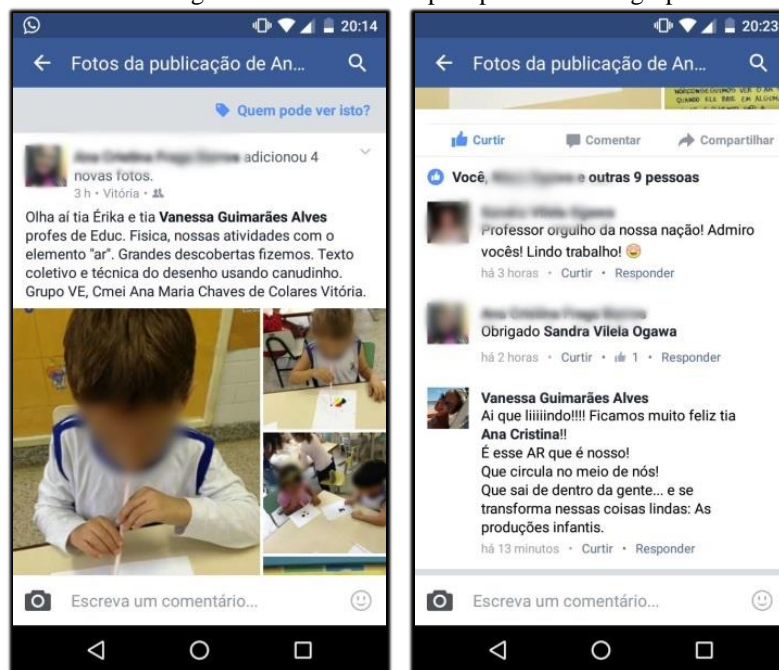 20:14
Fotos da publicação de An...
Quem pode ver isto?
adicionou 4
novas fotos.
3 h • Vitória •
Olha aí tia Érika e tia Vanessa Guimarães Alves
profes de Educ. Fisica, nossas atividades com o
elemento "ar". Grandes descobertas fizemos. Texto
coletivo e técnica do desenho usando canudinho.
Grupo VE, Cmei Ana Maria Chaves de Colares Vitória.
Escreva um comentário...
20:23
Fotos da publicação de An...
Curtir Comentar Compartilhar
Você, e outras 9 pessoas
Professor orgulho da nossa nação! Admiro
vocês! Lindo trabalho!
há 3 horas • Curtir • Responder
Obrigado Sandra Vilela Ogawa
há 2 horas • Curtir • 1 • Responder
Vanessa Guimarães Alves
Ai que liiiiindo!!!! Ficamos muito feliz tia
Ana Cristina!!
É esse AR que é nosso!
Que circula no meio de nós!
Que sai de dentro da gente... e se
transforma nessas coisas lindas: As
produções infantis.
há 13 minutos • Curtir • Responder
Escreva um comentário...